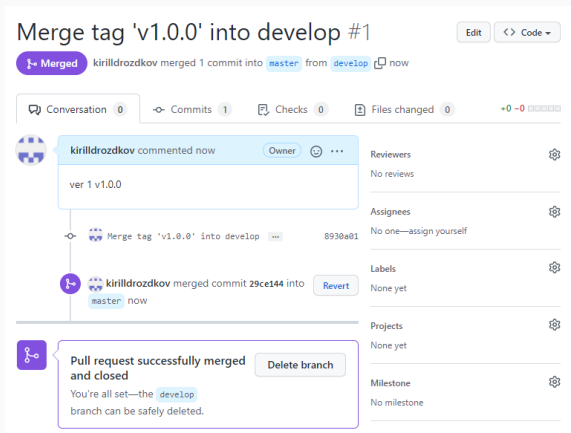 Merge tag 'v1.0.0' into develop #1
Edit
<> Code
Merged
kirilldrozdkov merged 1 commit into master from develop now
Conversation 0
Commits 1
Checks 0
Files changed 0
+0 −0
kirilldrozdkov commented now
Owner
...
ver 1 v1.0.0
Merge tag 'v1.0.0' into develop ...
8930a01
kirilldrozdkov merged commit 29ce144 into
master now
Revert
Pull request successfully merged
and closed
Delete branch
You're all set—the develop
branch can be safely deleted.
Reviewers
No reviews
Assignees
No one—assign yourself
Labels
None yet
Projects
None yet
Milestone
No milestone